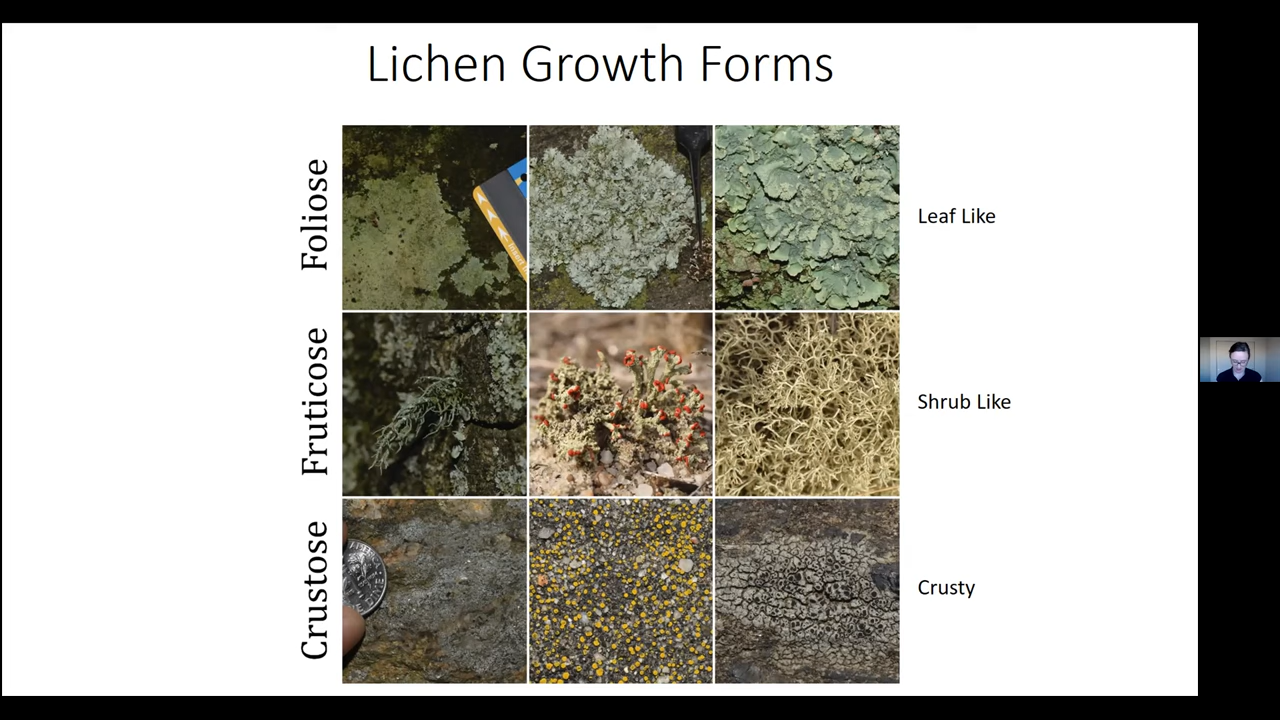 Lichen Growth Forms
Foliose
Leaf Like
Fruticose
Shrub Like
Crustose
Crusty